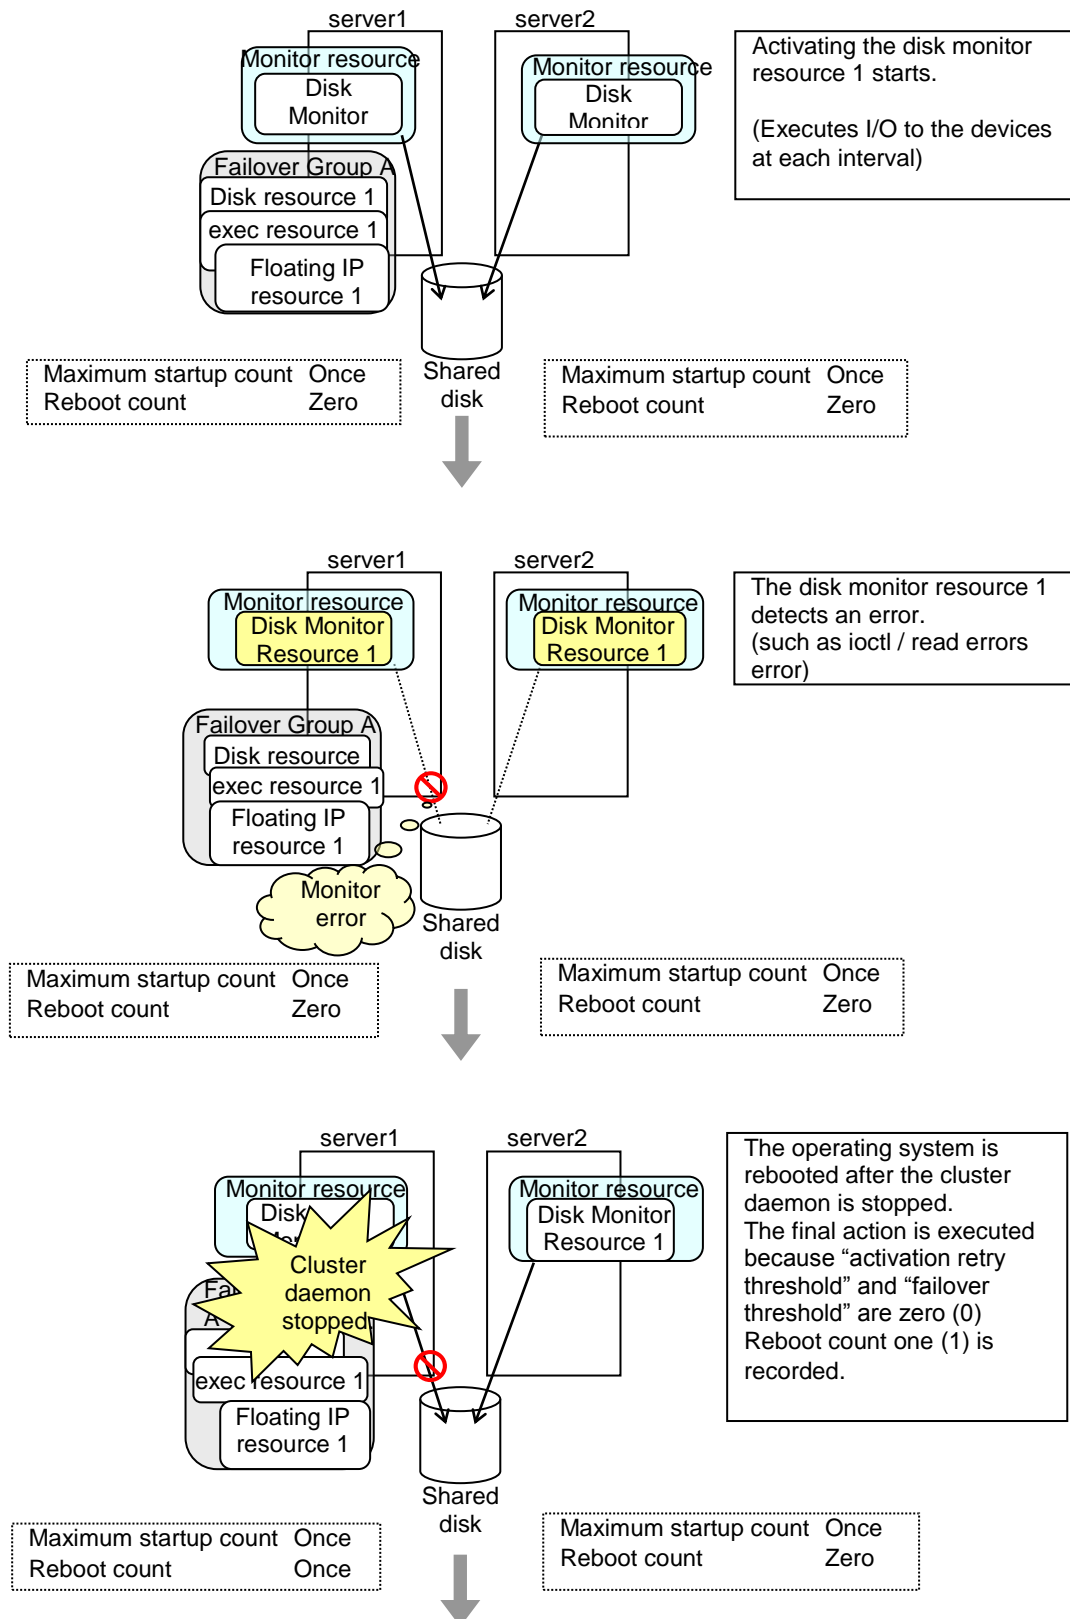 server1
server2
Monitor resource
Disk
Monitor
Monitor resource
Disk
Monitor
Activating the disk monitor
resource 1 starts.
(Executes I/O to the devices
at each interval)
Failover Group A
Disk resource 1
exec resource 1
Floating IP
resource 1
Shared
disk
Maximum startup count Once
Reboot count Zero
Maximum startup count Once
Reboot count Zero
server1
server2
Monitor resource
Disk Monitor
Resource 1
Monitor resource
Disk Monitor
Resource 1
The disk monitor resource 1
detects an error.
(such as ioctl / read errors
error)
Failover Group A
Disk resource
exec resource 1
Floating IP
resource 1
Monitor
error
Shared
disk
Maximum startup count Once
Reboot count Zero
Maximum startup count Once
Reboot count Zero
server1
server2
Monitor resource
Disk
Cluster
daemon
stopped.
Monitor resource
Disk Monitor
Resource 1
The operating system is
rebooted after the cluster
daemon is stopped.
The final action is executed
because “activation retry
threshold” and “failover
threshold” are zero (0)
Reboot count one (1) is
recorded.
Fa
A
exec resource 1
Floating IP
resource 1
Shared
disk
Maximum startup count Once
Reboot count Once
Maximum startup count Once
Reboot count Zero